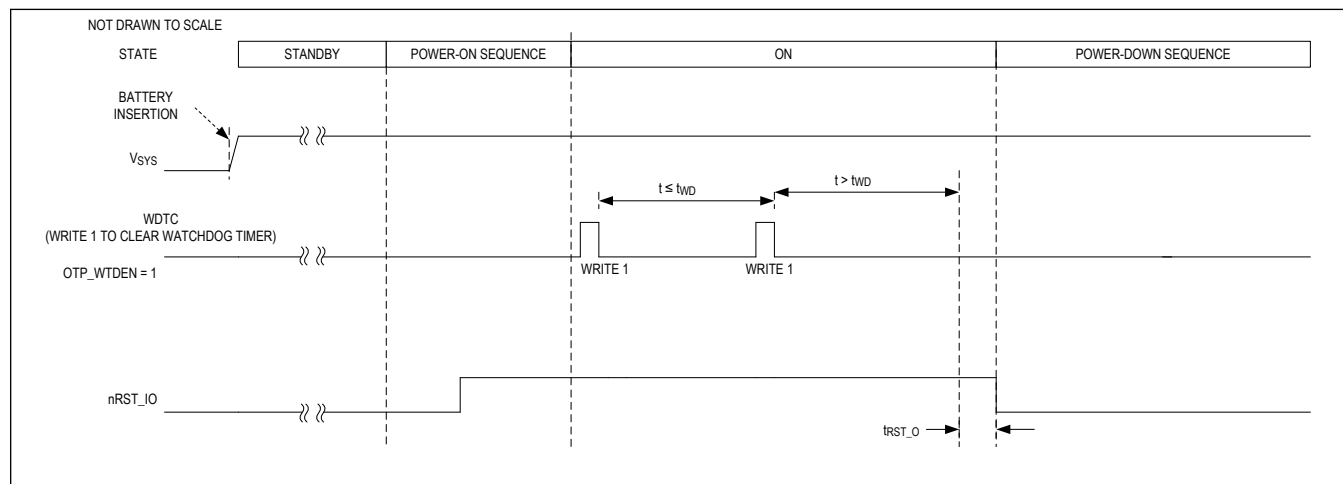 NOT DRAWN TO SCALE
STATE
STANDBY
POWER-ON SEQUENCE
ON
POWER-DOWN SEQUENCE
BATTERY
INSERTION
VSYS
t ≤ tWD
t > tWD
WDTC
(WRITE 1 TO CLEAR WATCHDOG TIMER)
OTP_WTDEN = 1
WRITE 1
WRITE 1
nRST_IO
tRST_O